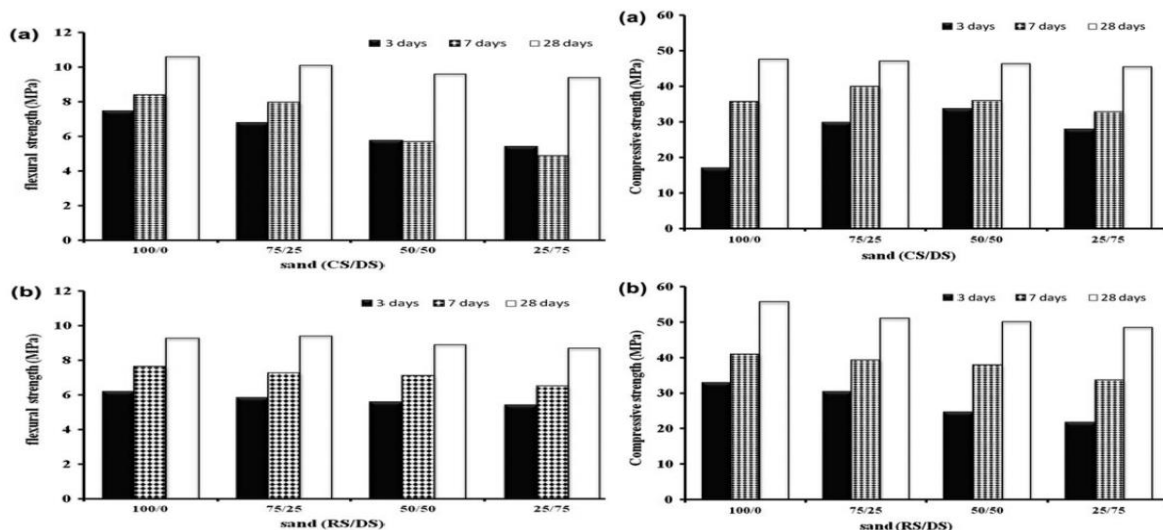 (a)
flexural strength (MPa)
12
10
8
6
4
2
0
3 days 7 days 28 days
100/0 75/25 50/50 25/75
sand (CS/DS)
(a)
Compressive strength (MPa)
60
50
40
30
20
10
0
3 days 7 days 28 days
100/0 75/25 50/50 25/75
sand (CS/DS)
(b)
flexural strength (MPa)
12
10
8
6
4
2
0
3 days 7 days 28 days
100/0 75/25 50/50 25/75
sand (RS/DS)
(b)
Compressive strength (MPa)
60
50
40
30
20
10
0
3 days 7 days 28 days
100/0 75/25 50/50 25/75
sand (RS/DS)